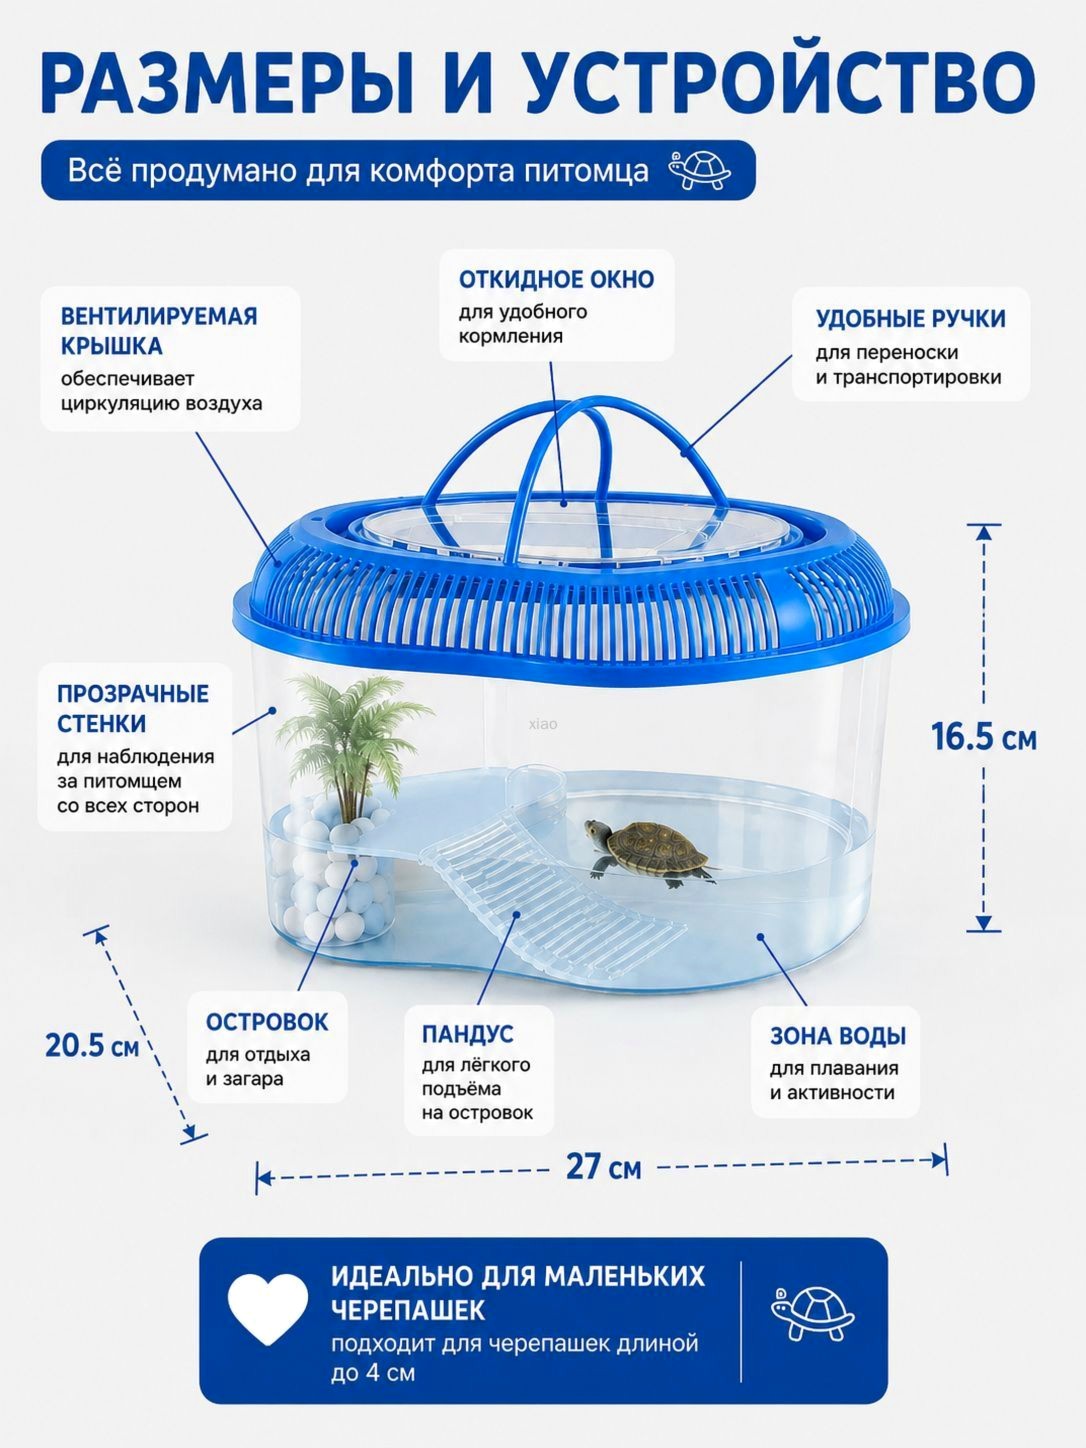 РАЗМЕРЫ И УСТРОЙСТВО
Всё продумано для комфорта питомца
ОТКИДНОЕ ОКНО
для удобного
кормления
ВЕНТИЛИРУЕМАЯ
КРЫШКА
обеспечивает
циркуляцию воздуха
УДОБНЫЕ РУЧКИ
для переноски
и транспортировки
ПРОЗРАЧНЫЕ
СТЕНКИ
для наблюдения
за питомщем
со всех сторон
xiao
16.5 см
20.5 см
ОСТРОВОК
для отдыха
и загара
ПАНДУС
для лёгкого
подъёма
на островок
ЗОНА ВОДЫ
для плавания
и активности
27 см
ИДЕАЛЬНО ДЛЯ МАЛЕНЬКИХ
ЧЕРЕПАШЕК
подходит для черепашек длиной
до 4 см